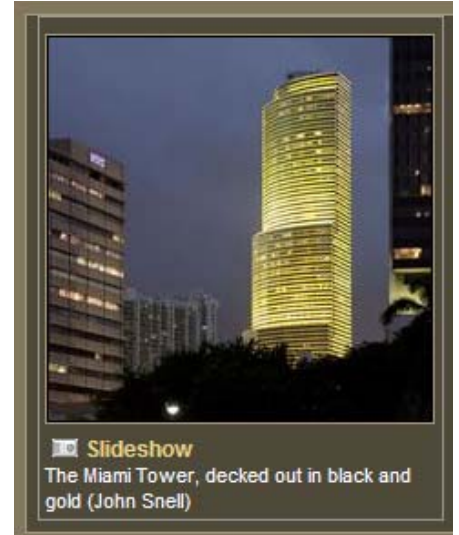 Slideshow
The Miami Tower, decked out in black and
gold (John Snell)